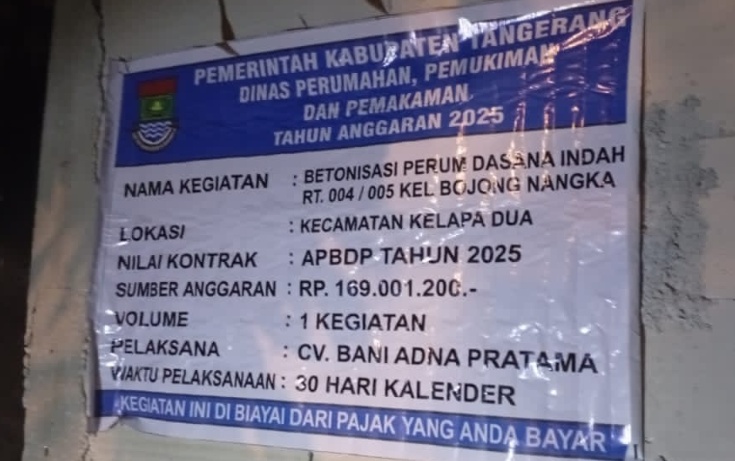 PEMERINTAH KABUPATEN TANGERANG
DINAS PERUMAHAN, PEMUKIMAN
DAN PEMAKAMAN
TAHUN ANGGARAN 2025
NAMA KEGIATAN : BETONISASI PERUM DASANA INDAH
RT. 004 / 005 KEL BOJONG NANGKA
LOKASI : KECAMATAN KELAPA DUA
NILAI KONTRAK : APBDP TAHUN 2025
SUMBER ANGGARAN : RP. 169.001.200.-
VOLUME : 1 KEGIATAN
PELAKSANA : CV. BANI ADNA PRATAMA
WAKTU PELAKSANAAN : 30 HARI KALENDER
KEGIATAN INI DI BIAYAI DARI PAJAK YANG ANDA BAYAR